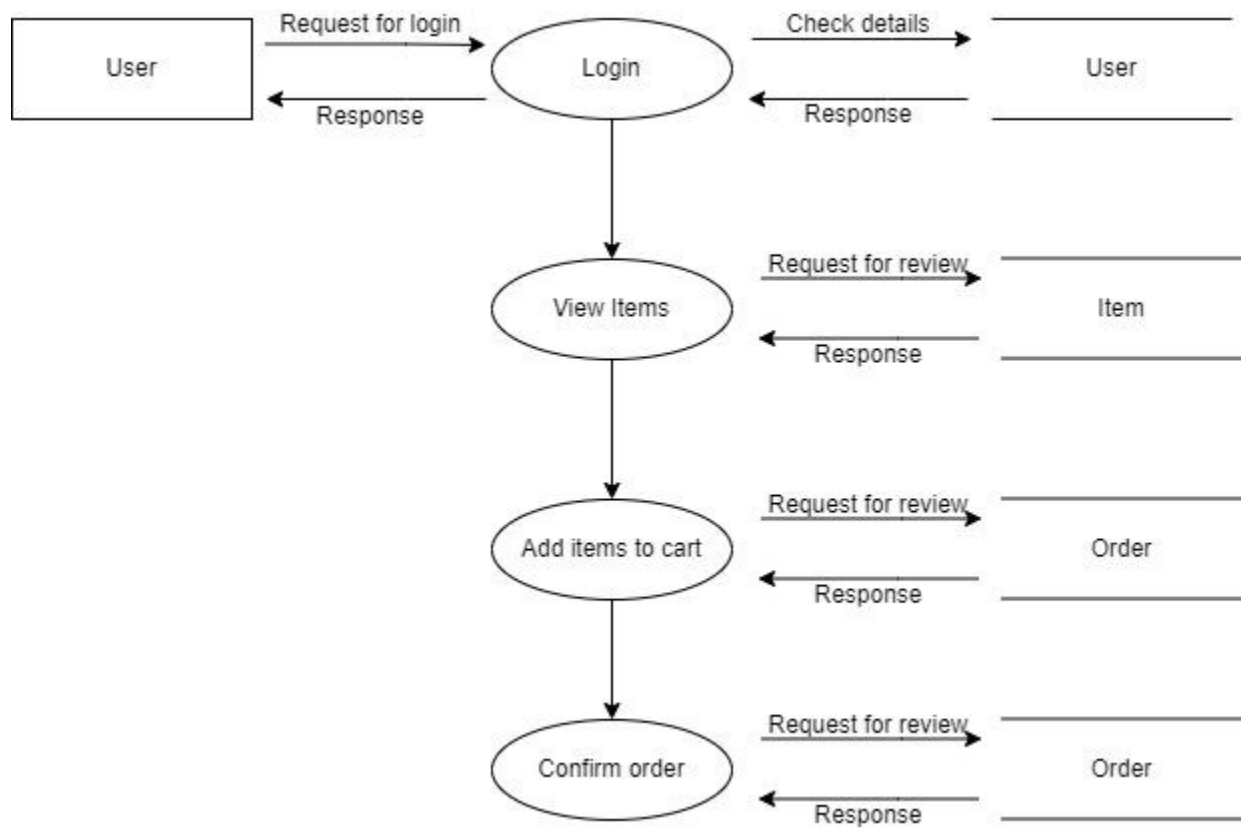 Request for login
Check details
User
Login
User
Response
Response
Request for review
View Items
Item
Response
Request for review
Add items to cart
Order
Response
Request for review
Confirm order
Order
Response